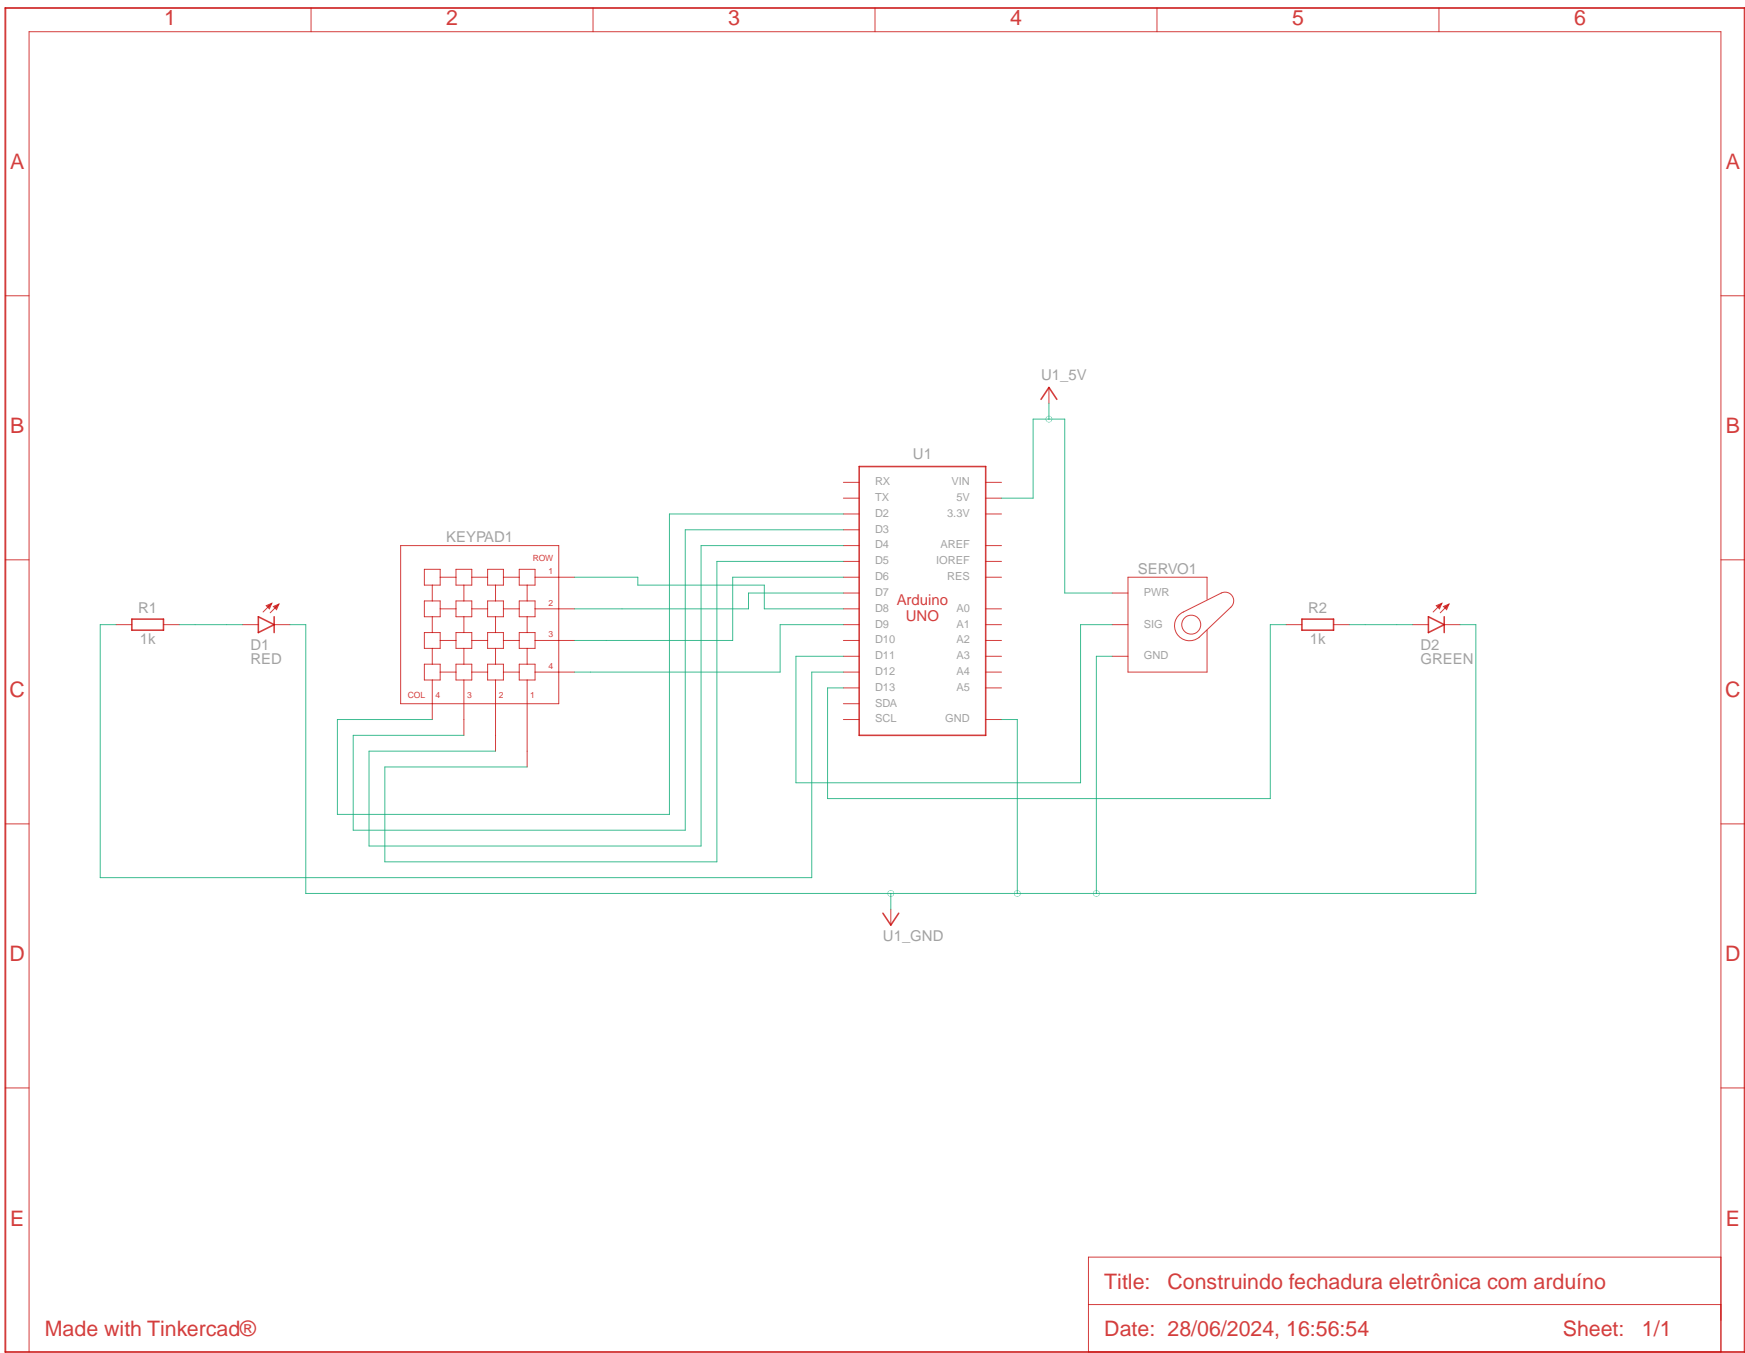 1 2 3 4 5 6
A A
B B
C C
D D
E E
U1_5V
U1
RX VIN
TX 5V
D2 3.3V
D3
D4 AREF
D5 IOREF
D6 RES
D7
D8 A0
D9 A1
D10 A2
D11 A3
D12 A4
D13 A5
SDA
SCL GND
Arduino
UNO
KEYPAD1
ROW
1
2
3
4
COL 4 3 2 1
SERVO1
PWR
SIG
GND
R1
1k
D1
RED
R2
1k
D2
GREEN
U1_GND
Title: Construindo fechadura eletrônica com arduíno
Date: 28/06/2024, 16:56:54 Sheet: 1/1
Made with Tinkercad®